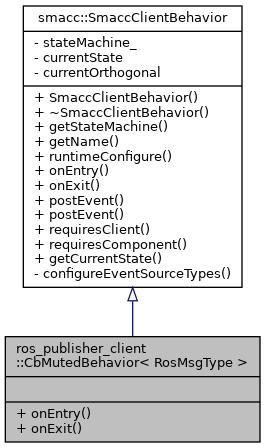 smacc::SmaccClientBehavior
- stateMachine_
- currentState
- currentOrthogonal
+ SmaccClientBehavior()
+ ~SmaccClientBehavior()
+ getStateMachine()
+ getName()
+ runtimeConfigure()
+ onEntry()
+ onExit()
+ postEvent()
+ postEvent()
+ requiresClient()
+ requiresComponent()
+ getCurrentState()
- configureEventSourceTypes()
ros_publisher_client
::CbMutedBehavior< RosMsgType >
+ onEntry()
+ onExit()